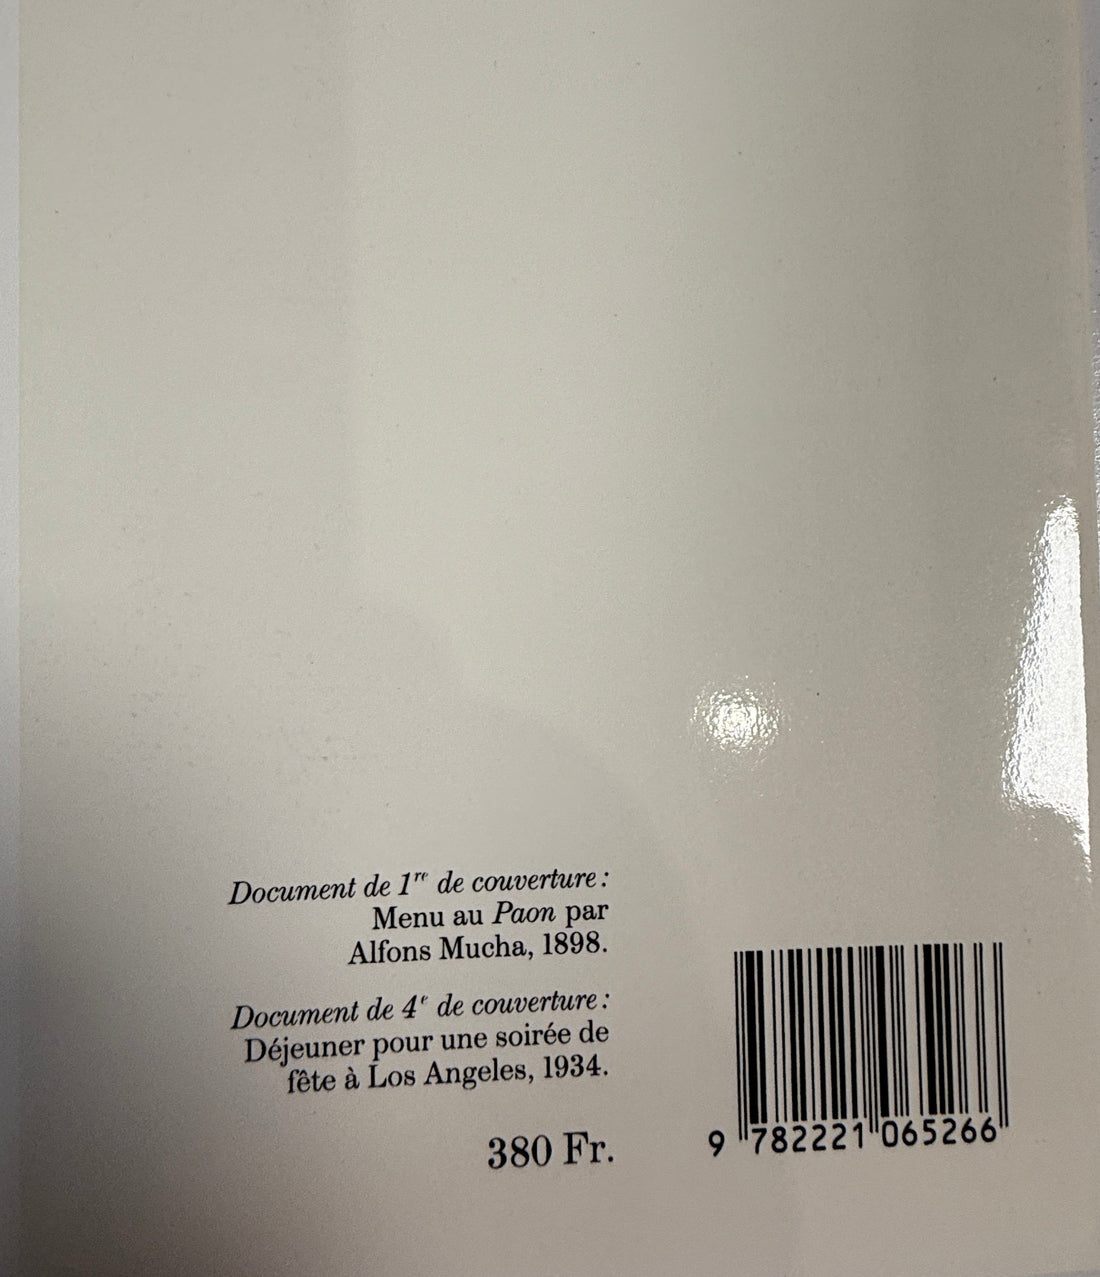 Document de 1re de couverture :
Menu au Paon par
Alfons Mucha, 1898.
Document de 4e de couverture :
Déjeuner pour une soirée de
fête à Los Angeles, 1934.
380 Fr.
9 782221 065266